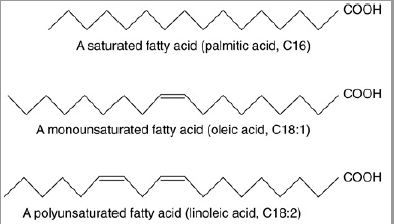 COOH
A saturated fatty acid (palmitic acid, C16)
COOH
A monounsaturated fatty acid (oleic acid, C18:1)
COOH
A polyunsaturated fatty acid (linoleic acid, C18:2)